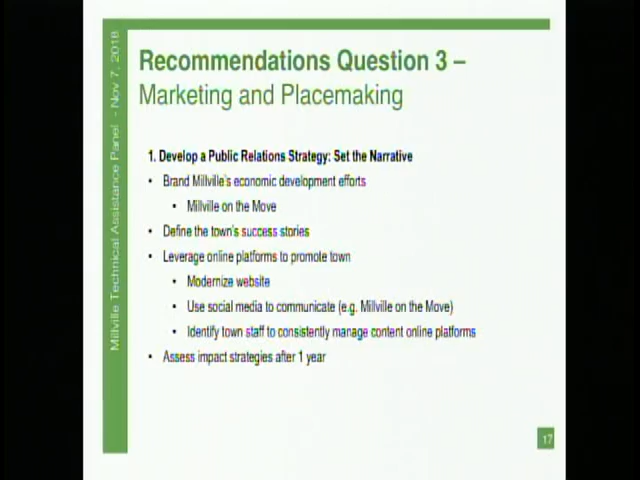 Millville Technical Assistance Panel - Nov 7, 2018
Recommendations Question 3 –
Marketing and Placemaking
1. Develop a Public Relations Strategy: Set the Narrative
• Brand Millville's economic development efforts
• Millville on the Move
• Define the town's success stories
• Leverage online platforms to promote town
• Modernize website
• Use social media to communicate (e.g. Millville on the Move)
• Identify town staff to consistently manage content online platforms
• Assess impact strategies after 1 year
17